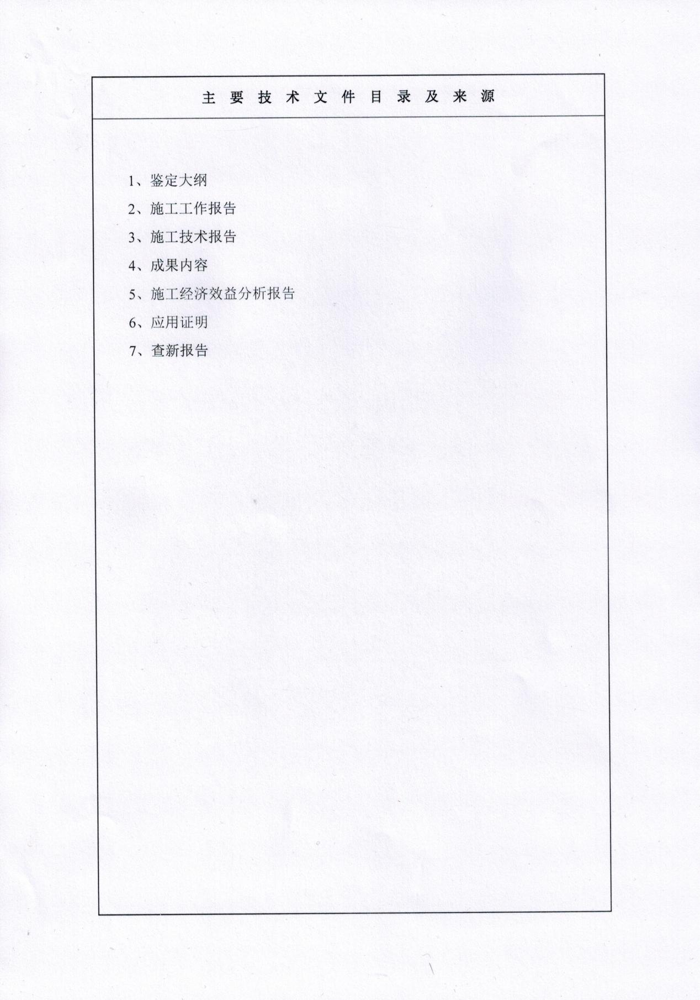 主要技术文件目录及来源
1、鉴定大纲
2、施工工作报告
3、施工技术报告
4、成果内容
5、施工经济效益分析报告
6、应用证明
7、查新报告